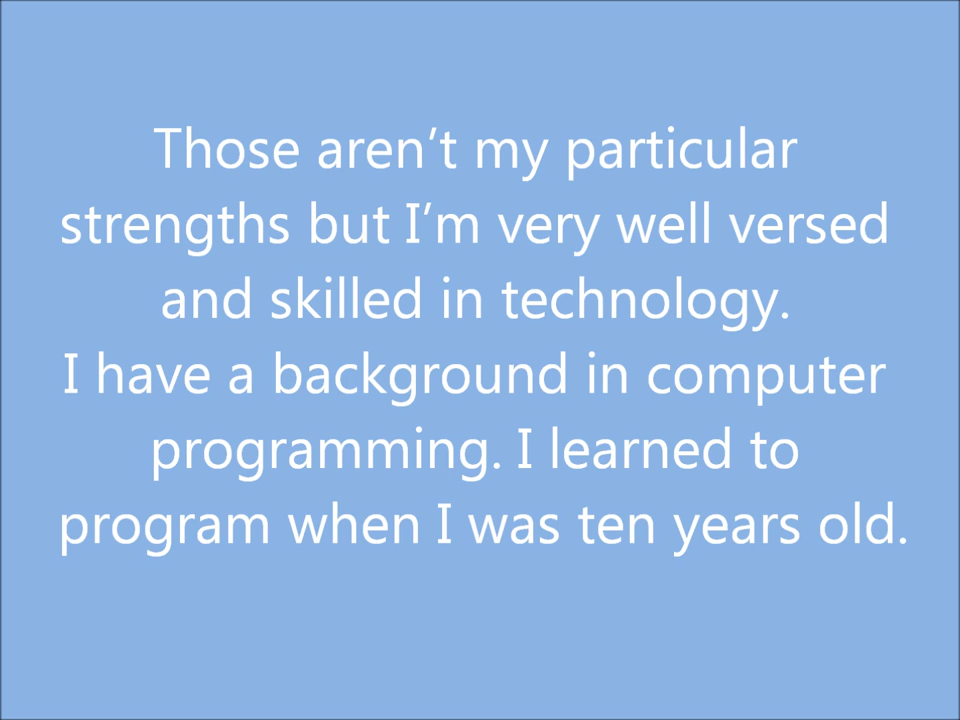 Those aren’t my particular
strengths but I’m very well versed
and skilled in technology.
I have a background in computer
programming. I learned to
program when I was ten years old.